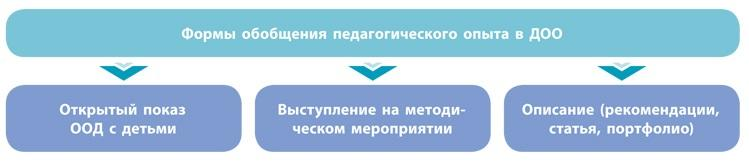 Формы обобщения педагогического опыта в ДОО
Открытый показ
ООД с детьми
Выступление на методи-
ческом мероприятии
Описание (рекомендации,
статья, портфолио)